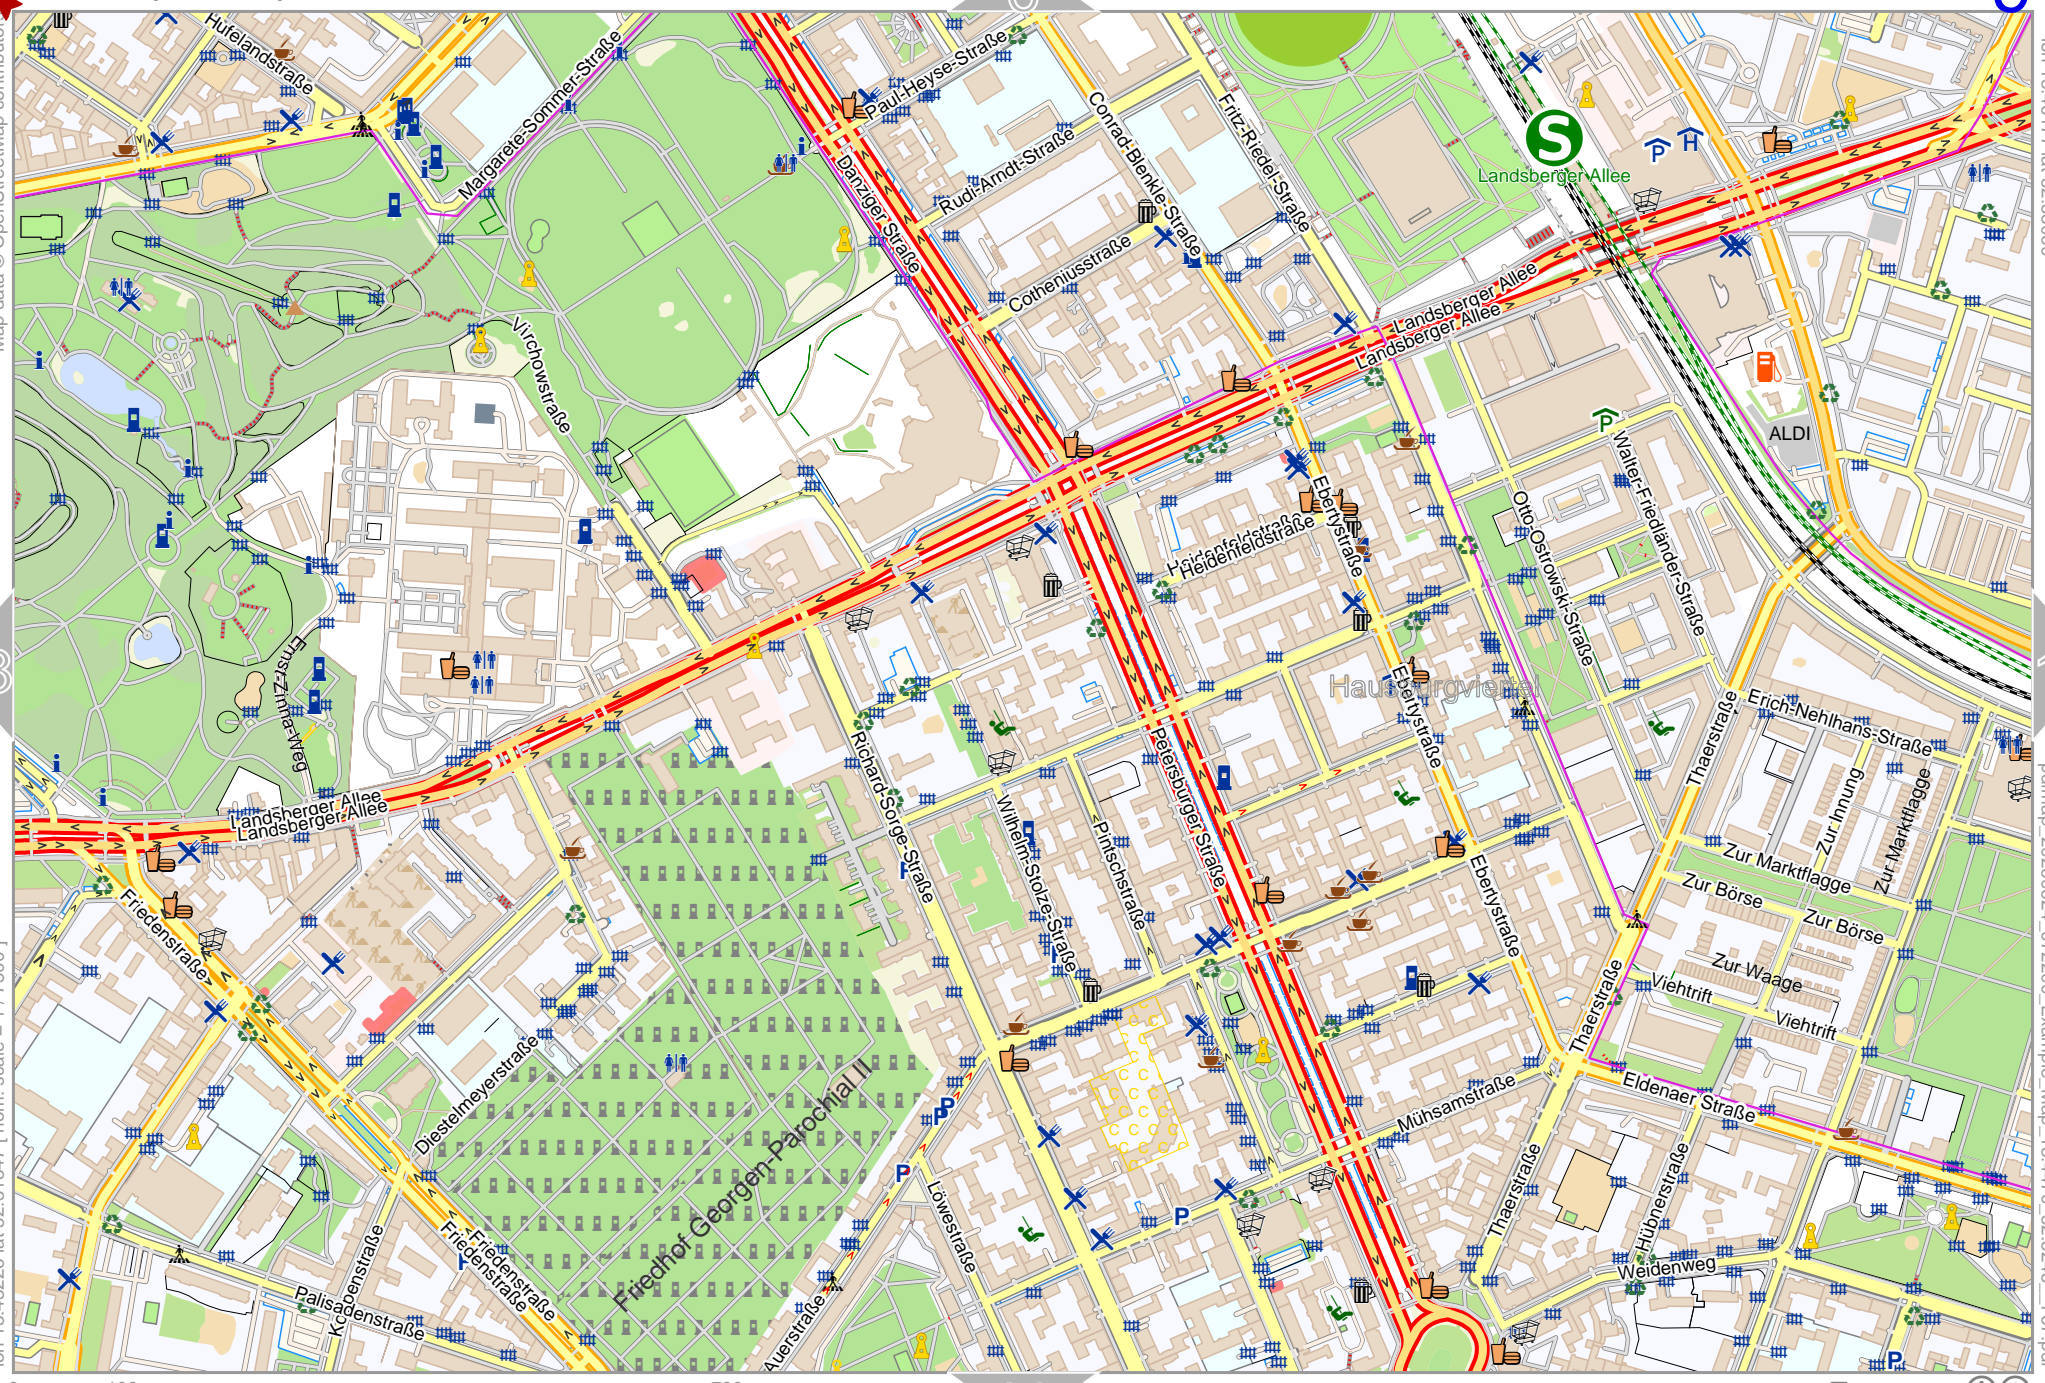 Hufelandstraße
Margarete-Sommer-Straße
Paul-Heyse-Straße
Danziger Straße
Rudi-Arndt-Straße
Conrad-Benkle-Straße
Fritz-Riedel-Straße
Cotheniusstraße
S
Landsberger Allee
P
H
Landsberger Allee
Landsberger Allee
Virchowstraße
ALDI
P
Walter-Friedländer-Straße
Otto-Ostrowski-Straße
Ebertystraße
Heidenfeldstraße
Heidenfeldstraße
Hausburgviertel
Ebertystraße
Ernst-Zinna-Weg
Landsberger Allee
Landsberger Allee
Richard-Sorge-Straße
Petersburger Straße
Thaerstraße
Erich-Nehlhans-Straße
Zur Innung
Zur Marktflagge
Zur Marktflagge
Wilhelm-Stolze-Straße
Pintschstraße
Ebertystraße
Zur Börse
Zur Börse
Zur Waage
Viehtrift
Viehtrift
Friedenstraße
Thaerstraße
Diestelmeyerstraße
Friedhof Georgen-Parochial II
Mühsamstraße
Eldenaer Straße
P
P
P
Löwestraße
P
Thaerstraße
Hübnerstraße
Weidenweg
Friedenstraße
Friedenstraße
Koppenstraße
Palisadenstraße
Auerstraße
P